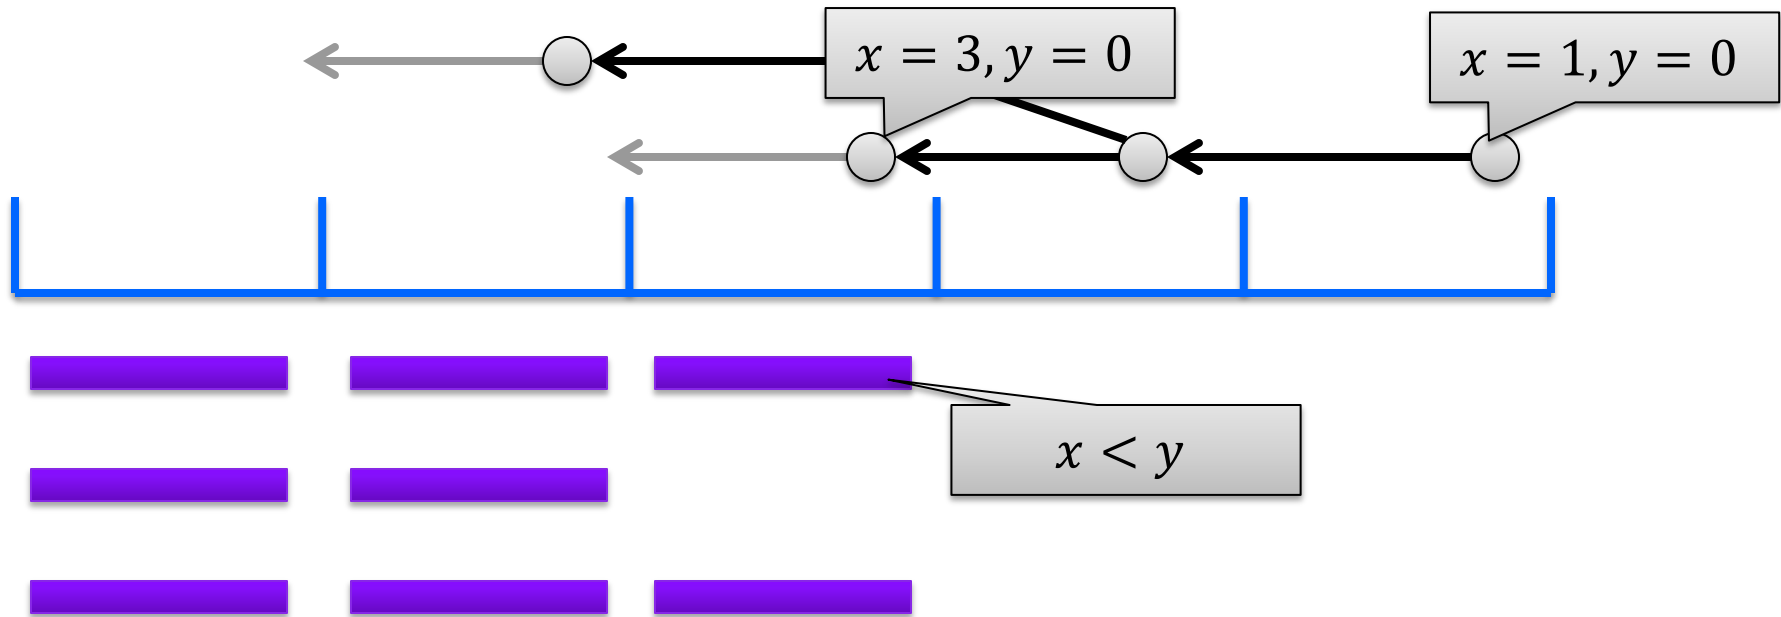 x = 3, y = 0
x = 1, y = 0
x < y